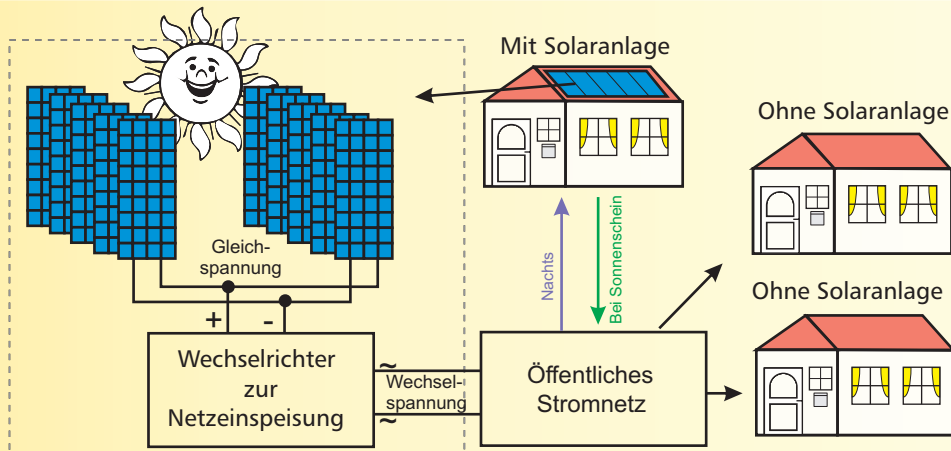 Mit Solaranlage
Ohne Solaranlage
Gleich-
spannung
Nachts
Bei Sonnenschein
Ohne Solaranlage
+ -
Wechselrichter
zur
Netzeinspeisung
~
Wechsel-
spannung
~
Öffentliches
Stromnetz